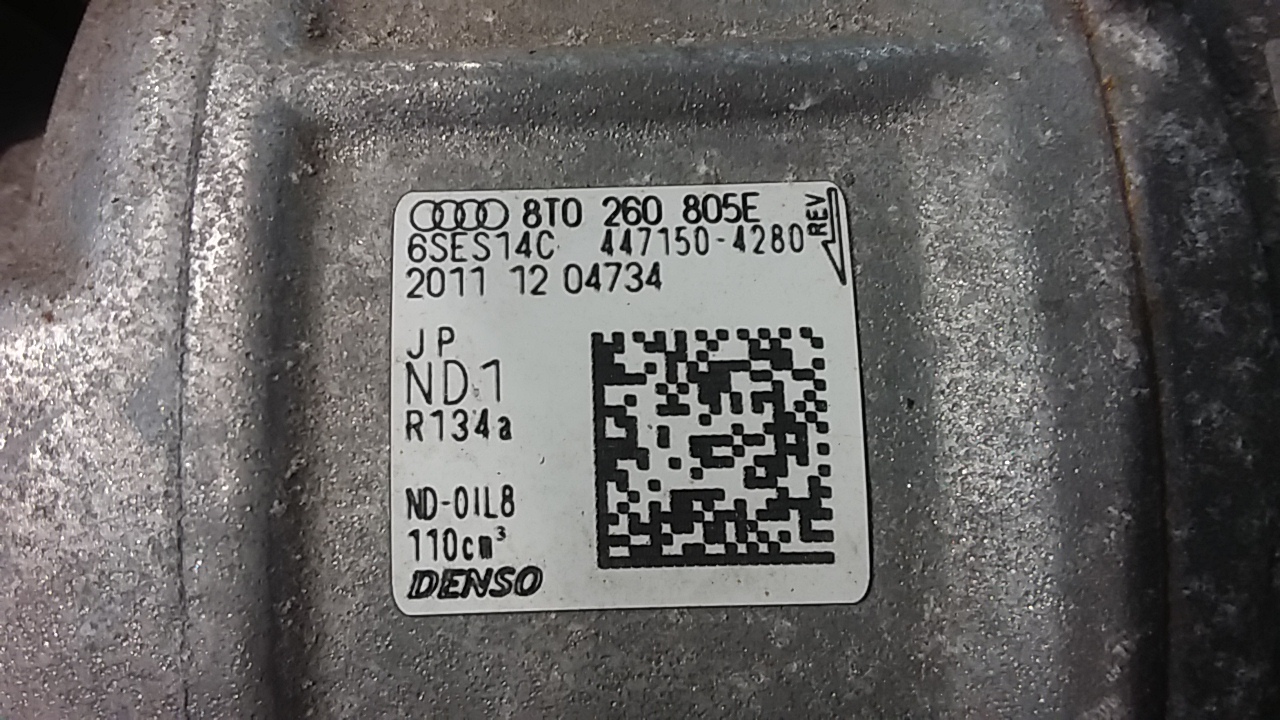 8T0 260 805E
6SES14C 447150-4280
REV
2011 12 04734
JP
ND1
R134a
ND-OIL8
110cm³
DENSO